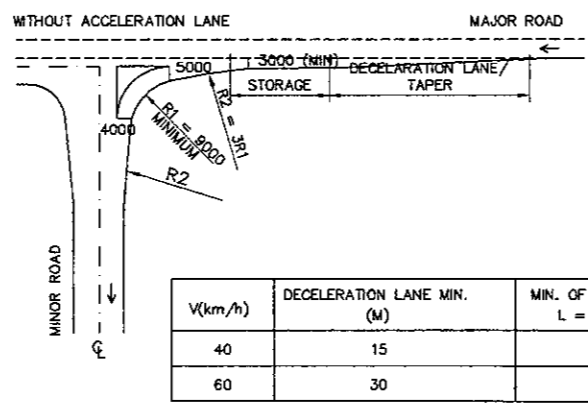 WITHOUT ACCELERATION LANE
MAJOR ROAD
5000
3000 (MIN)
STORAGE
DECELARATION LANE/
TAPER
4000
R1 = 9000
MINIMUM
R2 = 3R1
R2
MINOR ROAD
℄
V(km/h)
DECELERATION LANE MIN.
(M)
MIN. OF
L =
40
15
60
30